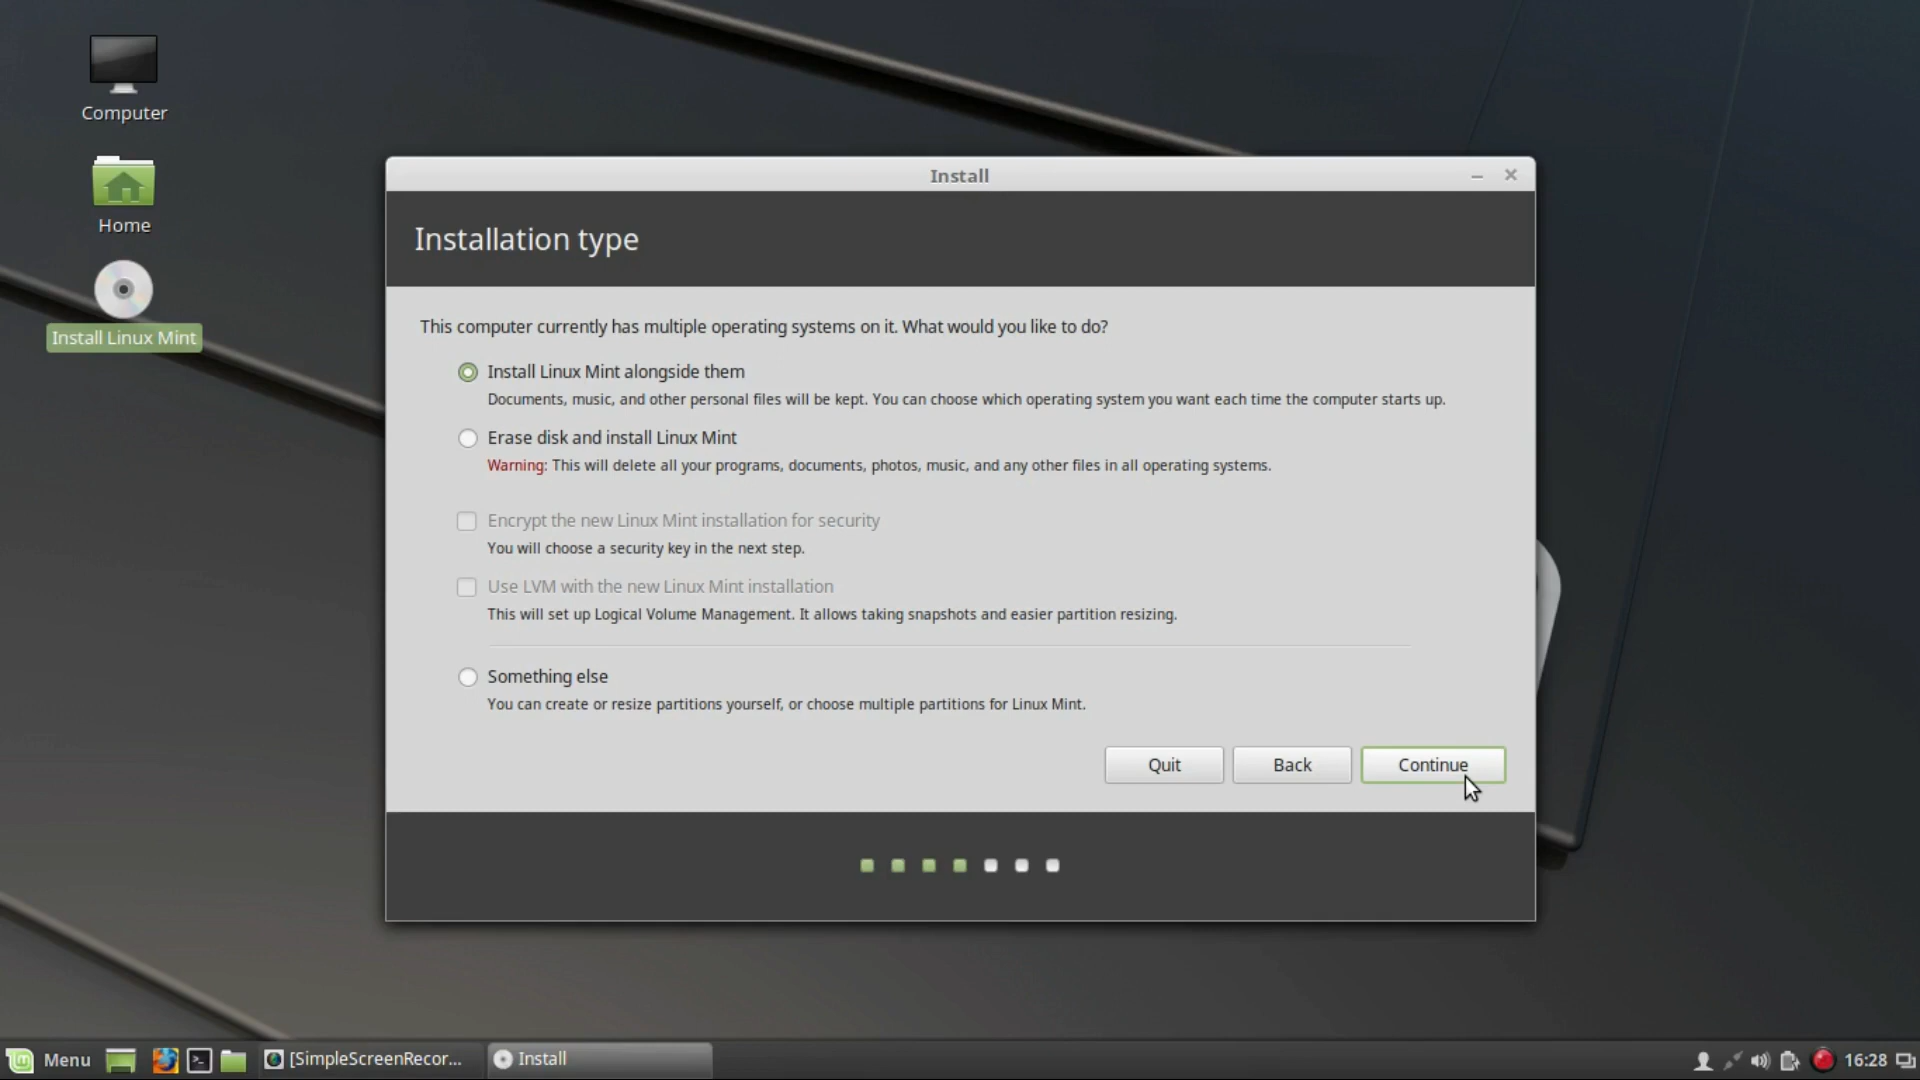 Computer
Home
Install Linux Mint
Install
Installation type
This computer currently has multiple operating systems on it. What would you like to do?
Install Linux Mint alongside them
Documents, music, and other personal files will be kept. You can choose which operating system you want each time the computer starts up.
Erase disk and install Linux Mint
Warning: This will delete all your programs, documents, photos, music, and any other files in all operating systems.
Encrypt the new Linux Mint installation for security
You will choose a security key in the next step.
Use LVM with the new Linux Mint installation
This will set up Logical Volume Management. It allows taking snapshots and easier partition resizing.
Something else
You can create or resize partitions yourself, or choose multiple partitions for Linux Mint.
Quit Back Continue
Menu [SimpleScreenRecor... Install 16:28